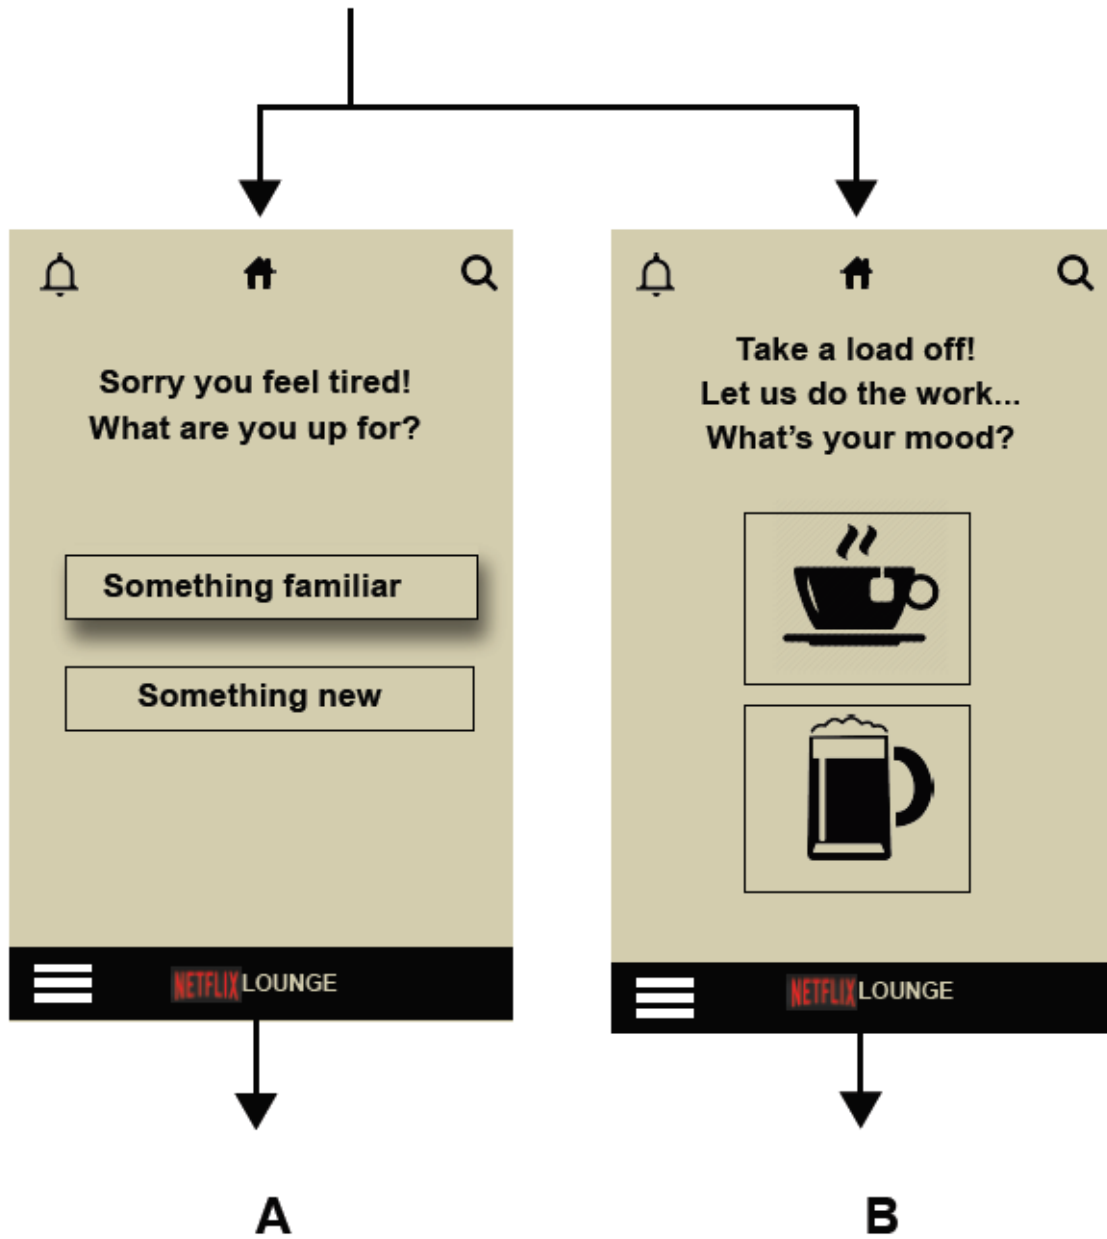 Sorry you feel tired!
What are you up for?
Something familiar
Something new
NETFLIX LOUNGE
A
Take a load off!
Let us do the work...
What's your mood?
NETFLIX LOUNGE
B